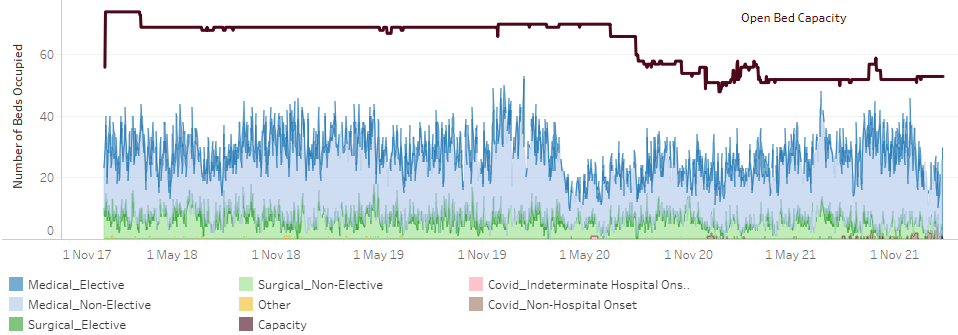 Open Bed Capacity
Number of Beds Occupied
60
40
20
0
1 Nov 17 1 May 18 1 Nov 18 1 May 19 1 Nov 19 1 May 20 1 Nov 20 1 May 21 1 Nov 21
Medical_Elective Surgical_Non-Elective Covid_Indeterminate Hospital Ons..
Medical_Non-Elective Other Covid_Non-Hospital Onset
Surgical_Elective Capacity